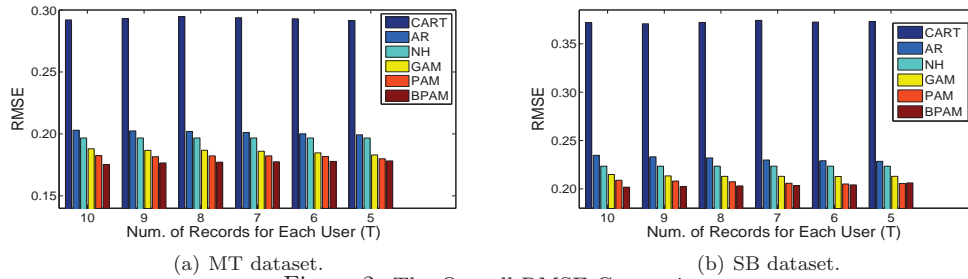 0.30
0.25
0.20
0.15
RMSE
10 9 8 7 6 5
Num. of Records for Each User (T)
CART
AR
NH
GAM
PAM
BPAM
(a) MT dataset.
0.35
0.30
0.25
0.20
RMSE
10 9 8 7 6 5
Num. of Records for Each User (T)
CART
AR
NH
GAM
PAM
BPAM
(b) SB dataset.